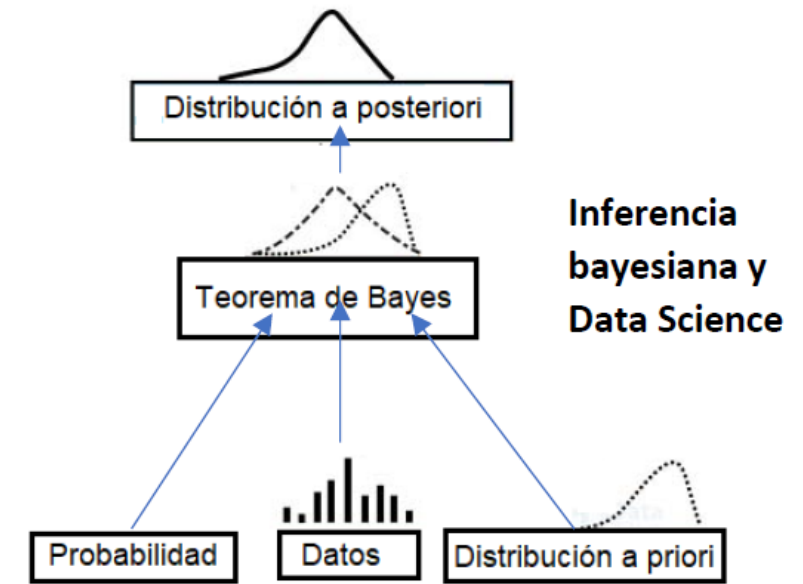 Distribución a posteriori
Teorema de Bayes
Inferencia
bayesiana y
Data Science
Probabilidad
Datos
Distribución a priori